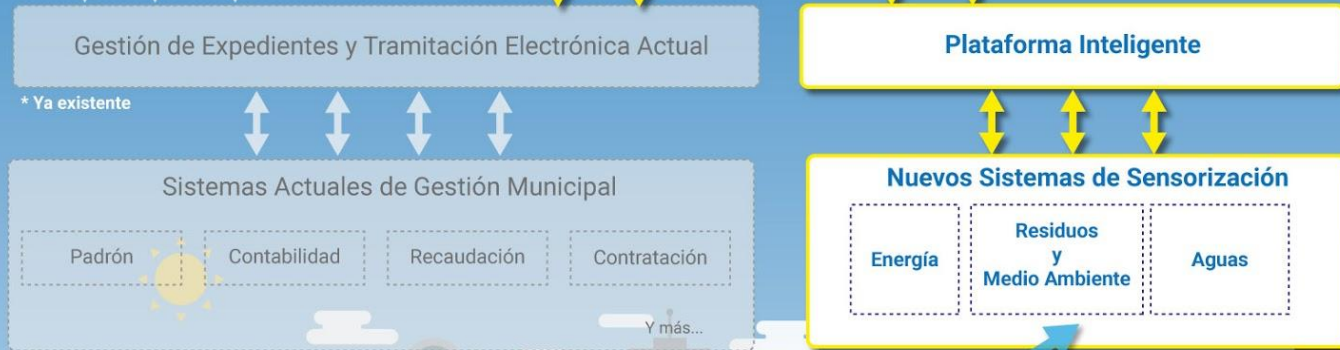 Gestión de Expedientes y Tramitación Electrónica Actual
* Ya existente
Sistemas Actuales de Gestión Municipal
Padrón
Contabilidad
Recaudación
Contratación
Y más...
Plataforma Inteligente
Nuevos Sistemas de Sensorización
Energía
Residuos
y
Medio Ambiente
Aguas